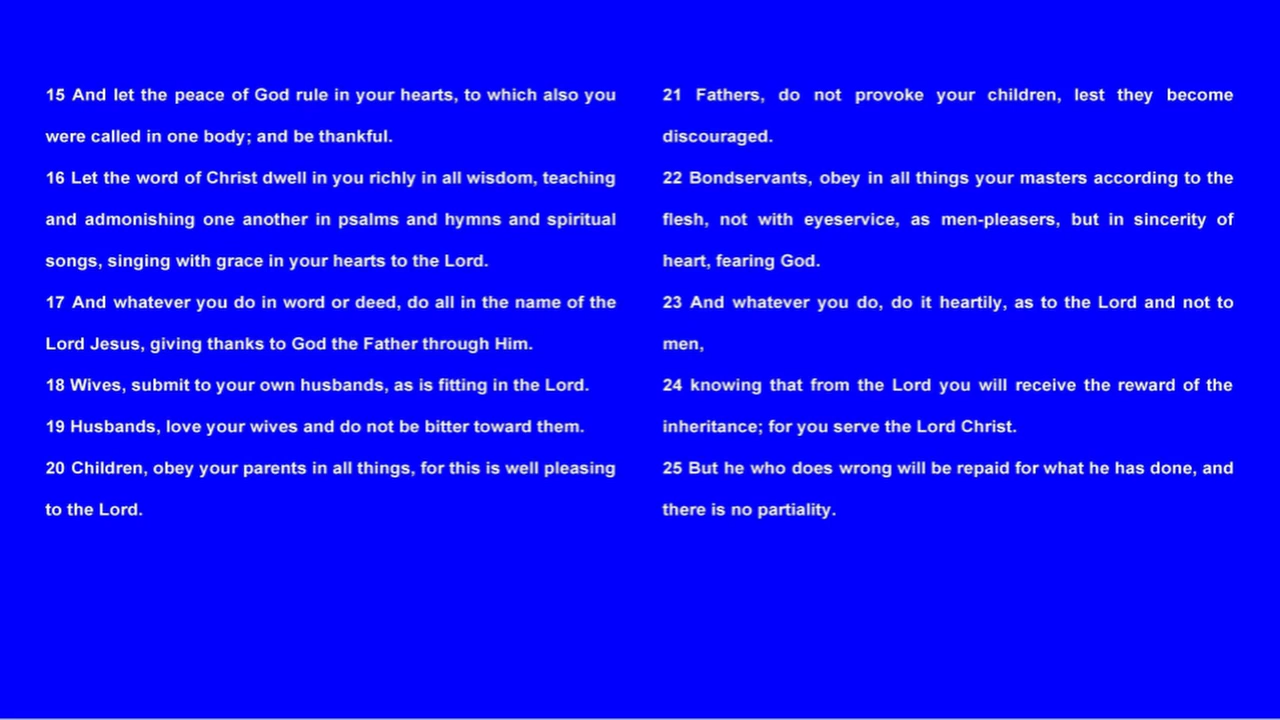 15 And let the peace of God rule in your hearts, to which also you
were called in one body; and be thankful.
16 Let the word of Christ dwell in you richly in all wisdom, teaching
and admonishing one another in psalms and hymns and spiritual
songs, singing with grace in your hearts to the Lord.
17 And whatever you do in word or deed, do all in the name of the
Lord Jesus, giving thanks to God the Father through Him.
18 Wives, submit to your own husbands, as is fitting in the Lord.
19 Husbands, love your wives and do not be bitter toward them.
20 Children, obey your parents in all things, for this is well pleasing
to the Lord.
21 Fathers, do not provoke your children, lest they become
discouraged.
22 Bondservants, obey in all things your masters according to the
flesh, not with eyeservice, as men-pleasers, but in sincerity of
heart, fearing God.
23 And whatever you do, do it heartily, as to the Lord and not to
men,
24 knowing that from the Lord you will receive the reward of the
inheritance; for you serve the Lord Christ.
25 But he who does wrong will be repaid for what he has done, and
there is no partiality.